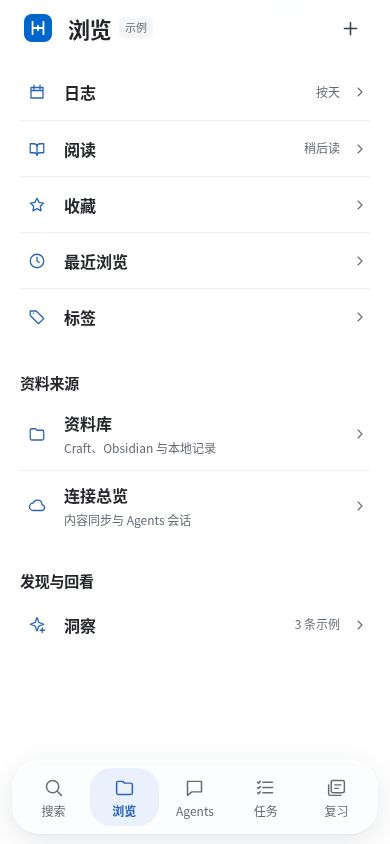 浏览 示例
日志 按天
阅读 稍后读
收藏
最近浏览
标签
资料来源
资料库
Craft、Obsidian 与本地记录
连接总览
内容同步与 Agents 会话
发现与回看
洞察 3 条示例
搜索 浏览 Agents 任务 复习